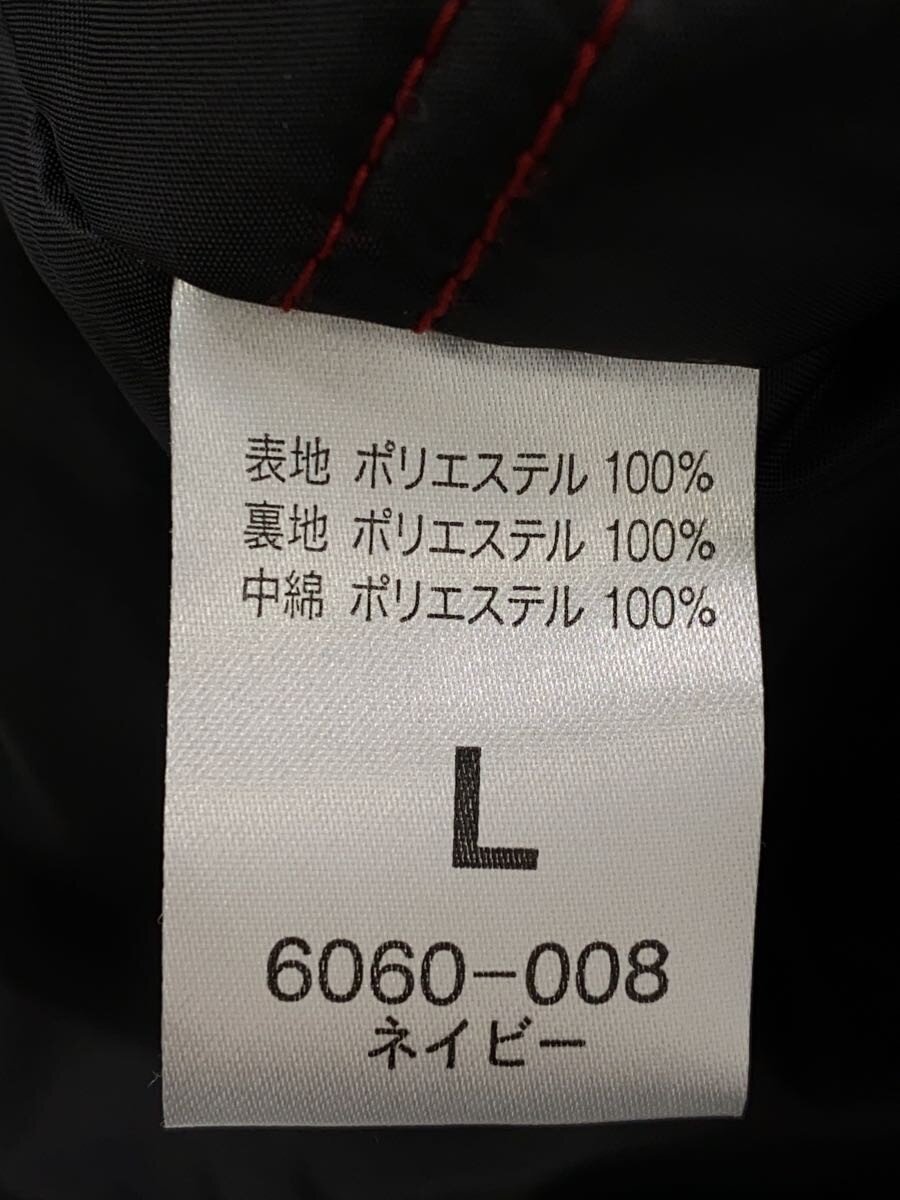 表地 ポリエステル 100%
裏地 ポリエステル 100%
中綿 ポリエステル 100%
L
6060-008
ネイビー